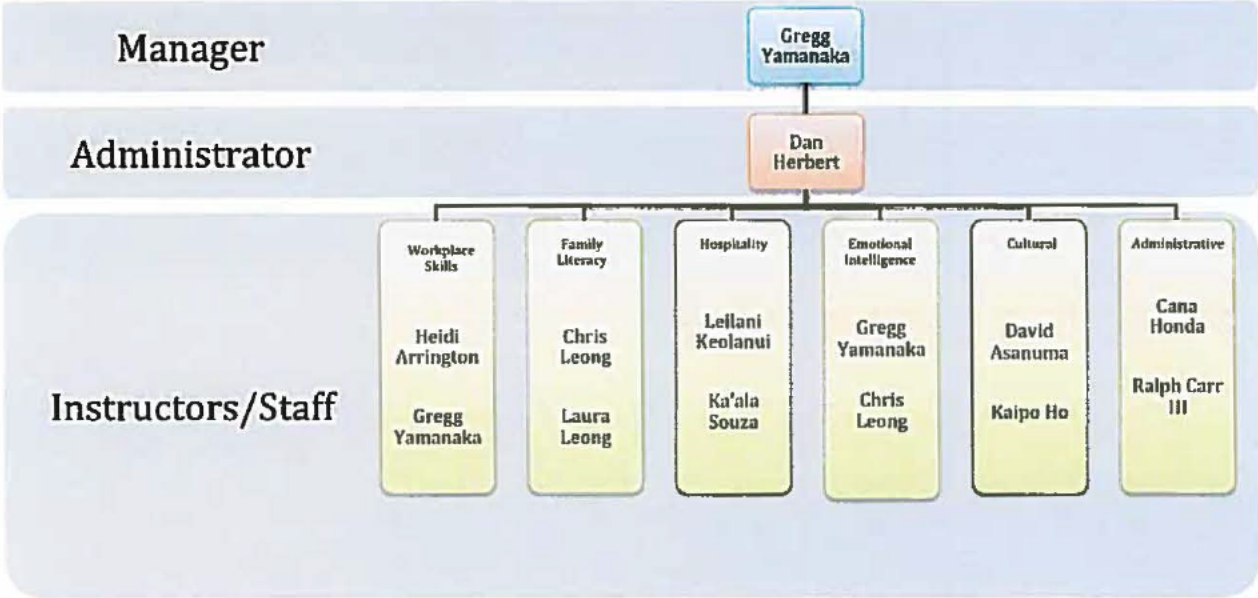 Manager
Gregg
Yamanaka
Administrator
Dan
Herbert
Instructors/Staff
Workplace
Skills
Heidi
Arrington
Gregg
Yamanaka
Family
Literacy
Chris
Leong
Laura
Leong
Hospitality
Leilani
Keolanui
Ka'ala
Souza
Emotional
Intelligence
Gregg
Yamanaka
Chris
Leong
Cultural
David
Asanuma
Kaipo Ho
Administrative
Cana
Honda
Ralph Carr
III